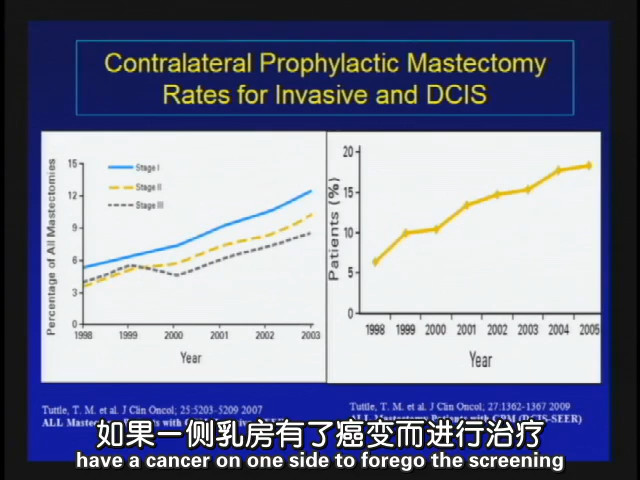 Contralateral Prophylactic Mastectomy
Rates for Invasive and DCIS
Percentage of All Mastectomies
15
12
9
6
3
0
Stage I
Stage II
Stage III
1998 1999 2000 2001 2002 2003
Year
Patients (%)
20
15
10
5
0
1998 1999 2000 2001 2002 2003 2004 2005
Year
Tuttle, T. M. et al. J Clin Oncol; 25:5203-5209 2007
Tuttle, T. M. et al. J Clin Oncol; 27:1362-1367 2009
如果一侧乳房有了癌变而进行治疗
have a cancer on one side to forego the screening